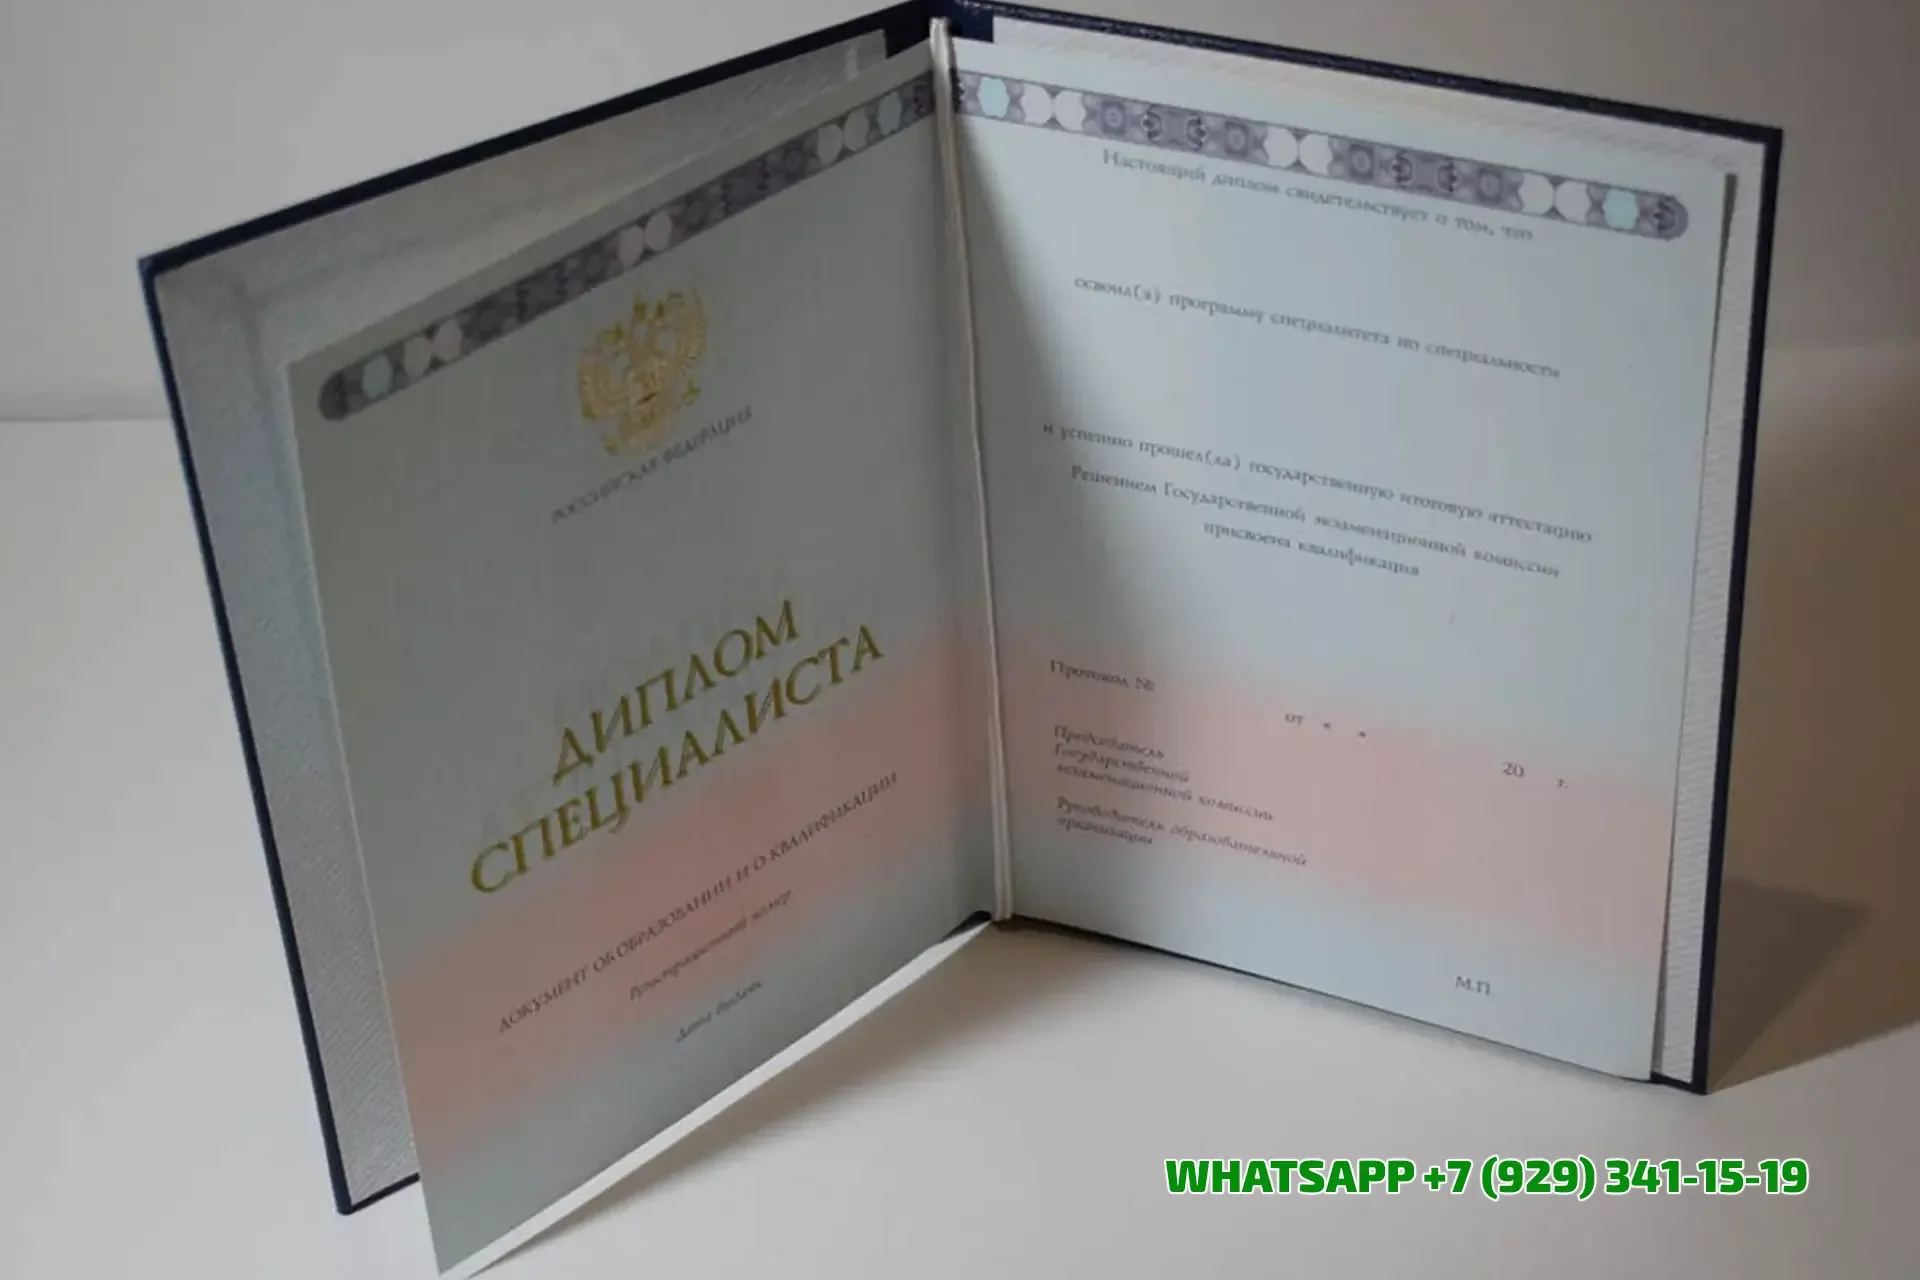 РОССИЙСКАЯ ФЕДЕРАЦИЯ
ДИПЛОМ
СПЕЦИАЛИСТА
ДОКУМЕНТ ОБ ОБРАЗОВАНИИ И О КВАЛИФИКАЦИИ
Регистрационный номер
Дата выдачи
Настоящий диплом свидетельствует о том, что
освоил(а) программу специалитета по специальности
и успешно прошел(ла) государственную итоговую аттестацию
Решением Государственной экзаменационной комиссии
присвоена квалификация
Протокол №
от « »
20 г.
Председатель
Государственной
экзаменационной комиссии
Руководитель образовательной
организации
М.П.
WHATSAPP +7 (929) 341-15-19